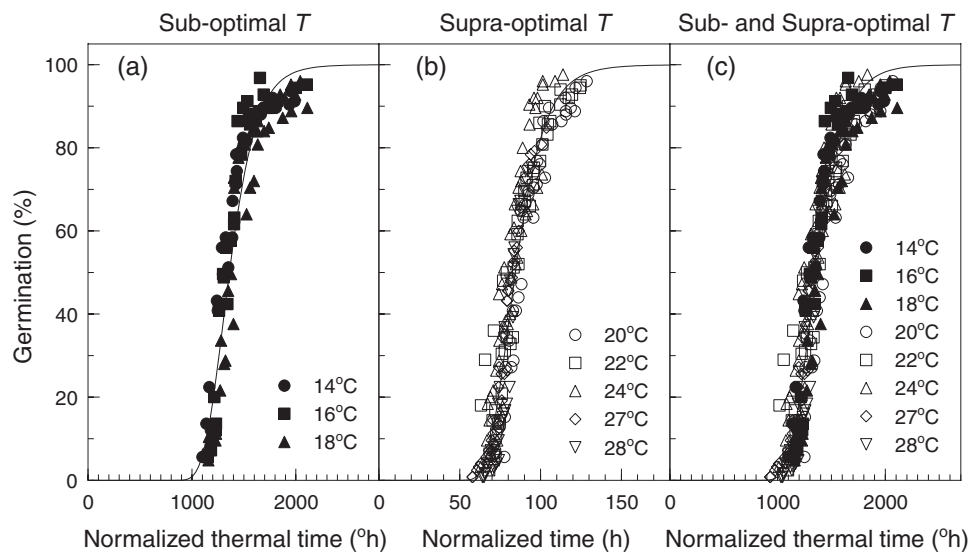 Sub-optimal T
Supra-optimal T
Sub- and Supra-optimal T
(a)
(b)
(c)
100
80
60
40
20
0
Germination (%)
14°C
16°C
18°C
20°C
22°C
24°C
27°C
28°C
14°C
16°C
18°C
20°C
22°C
24°C
27°C
28°C
0 1000 2000 0 50 100 150 0 1000 2000
Normalized thermal time (°h) Normalized time (h) Normalized thermal time (°h)